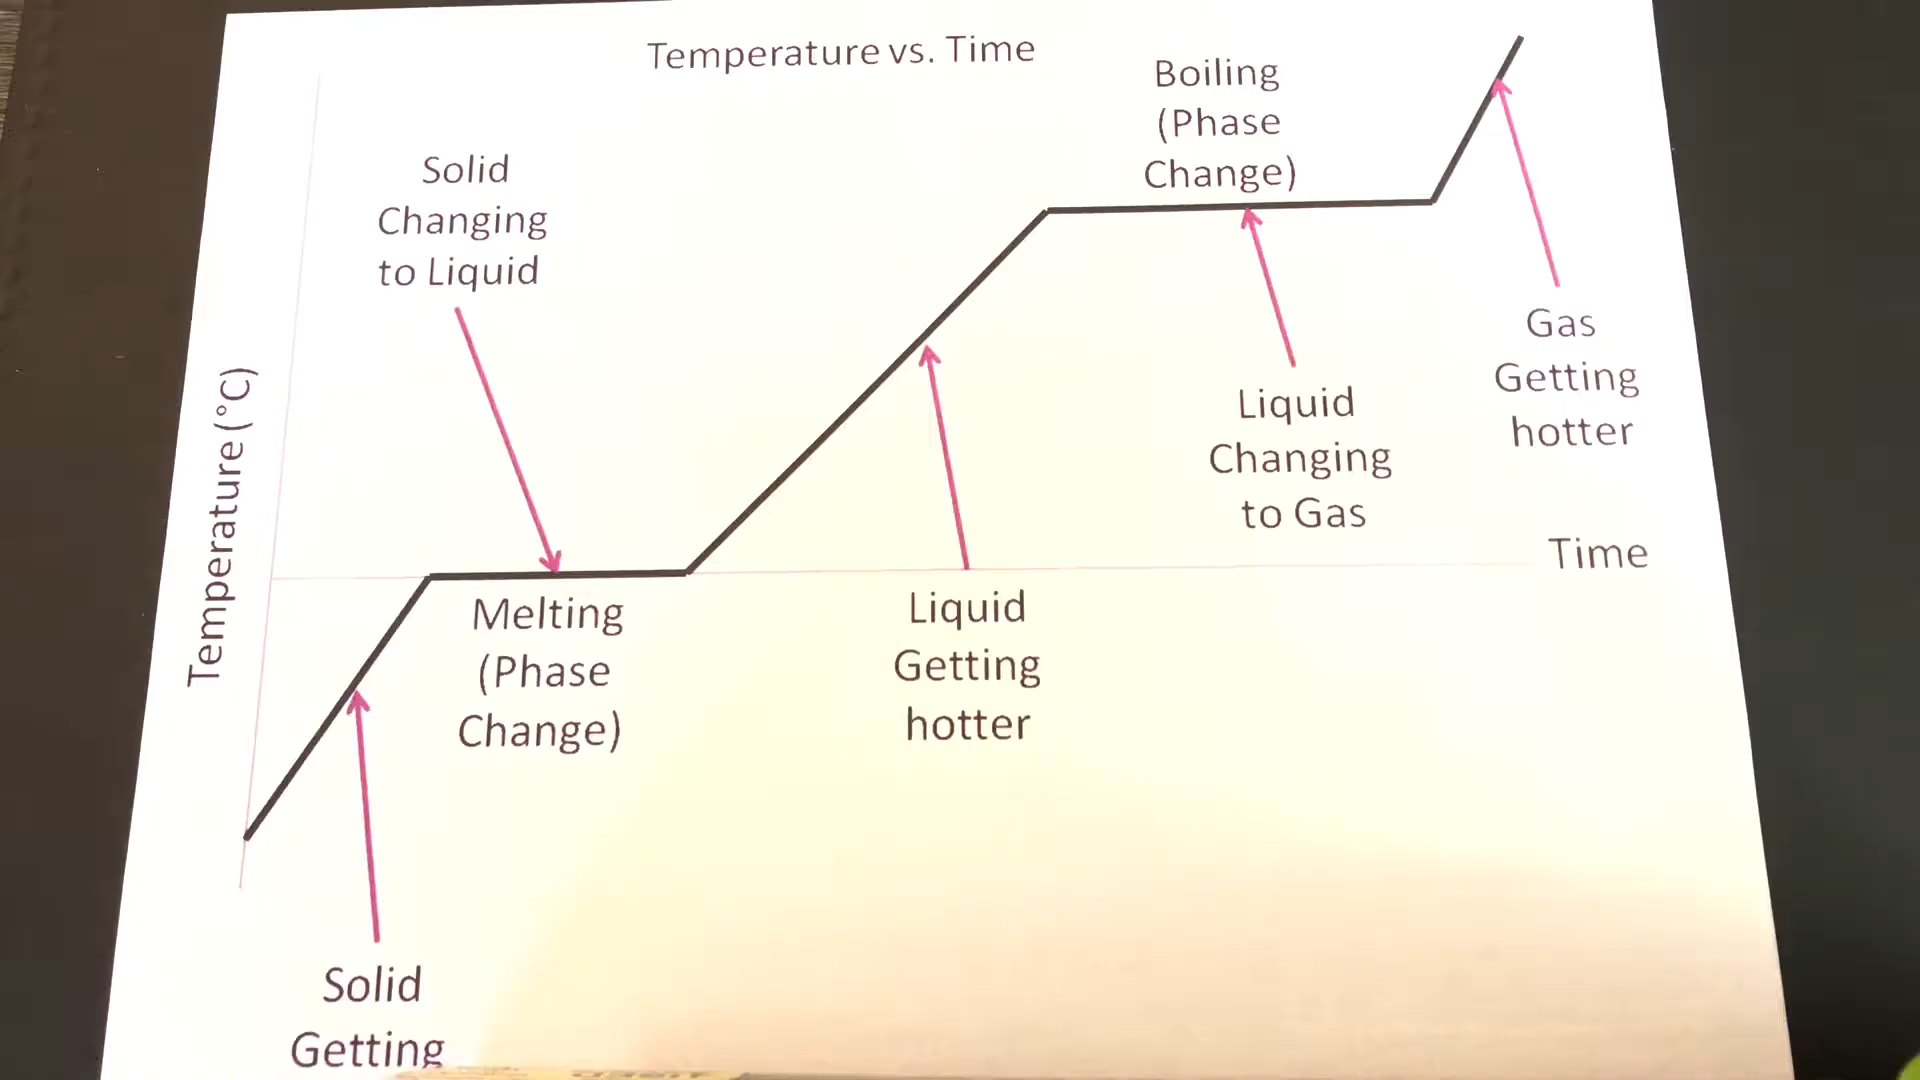 Temperature vs. Time
Boiling
(Phase
Change)
Solid
Changing
to Liquid
Gas
Getting
hotter
Liquid
Changing
to Gas
Temperature (°C)
Time
Melting
(Phase
Change)
Liquid
Getting
hotter
Solid
Getting